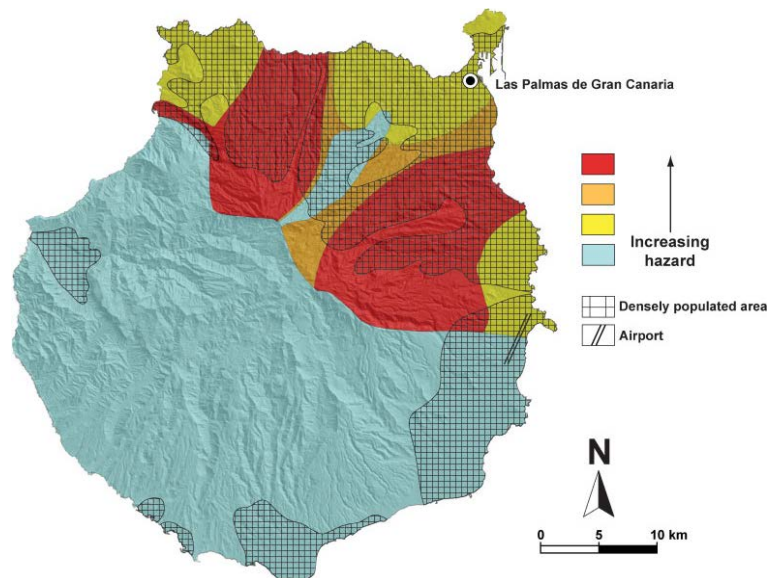 Las Palmas de Gran Canaria
Increasing
hazard
Densely populated area
Airport
N
0 5 10 km